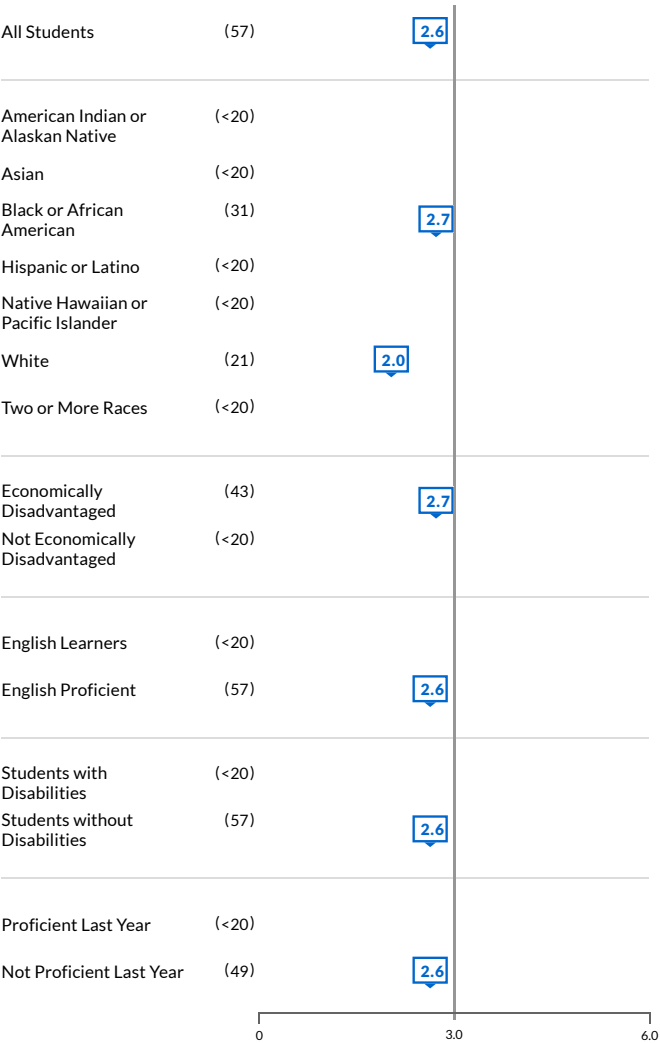 All Students (57) 2.6
American Indian or (<20)
Alaskan Native
Asian (<20)
Black or African (31) 2.7
American
Hispanic or Latino (<20)
Native Hawaiian or (<20)
Pacific Islander
White (21) 2.0
Two or More Races (<20)
Economically (43) 2.7
Disadvantaged
Not Economically (<20)
Disadvantaged
English Learners (<20)
English Proficient (57) 2.6
Students with (<20)
Disabilities
Students without (57) 2.6
Disabilities
Proficient Last Year (<20)
Not Proficient Last Year (49) 2.6
0 3.0 6.0